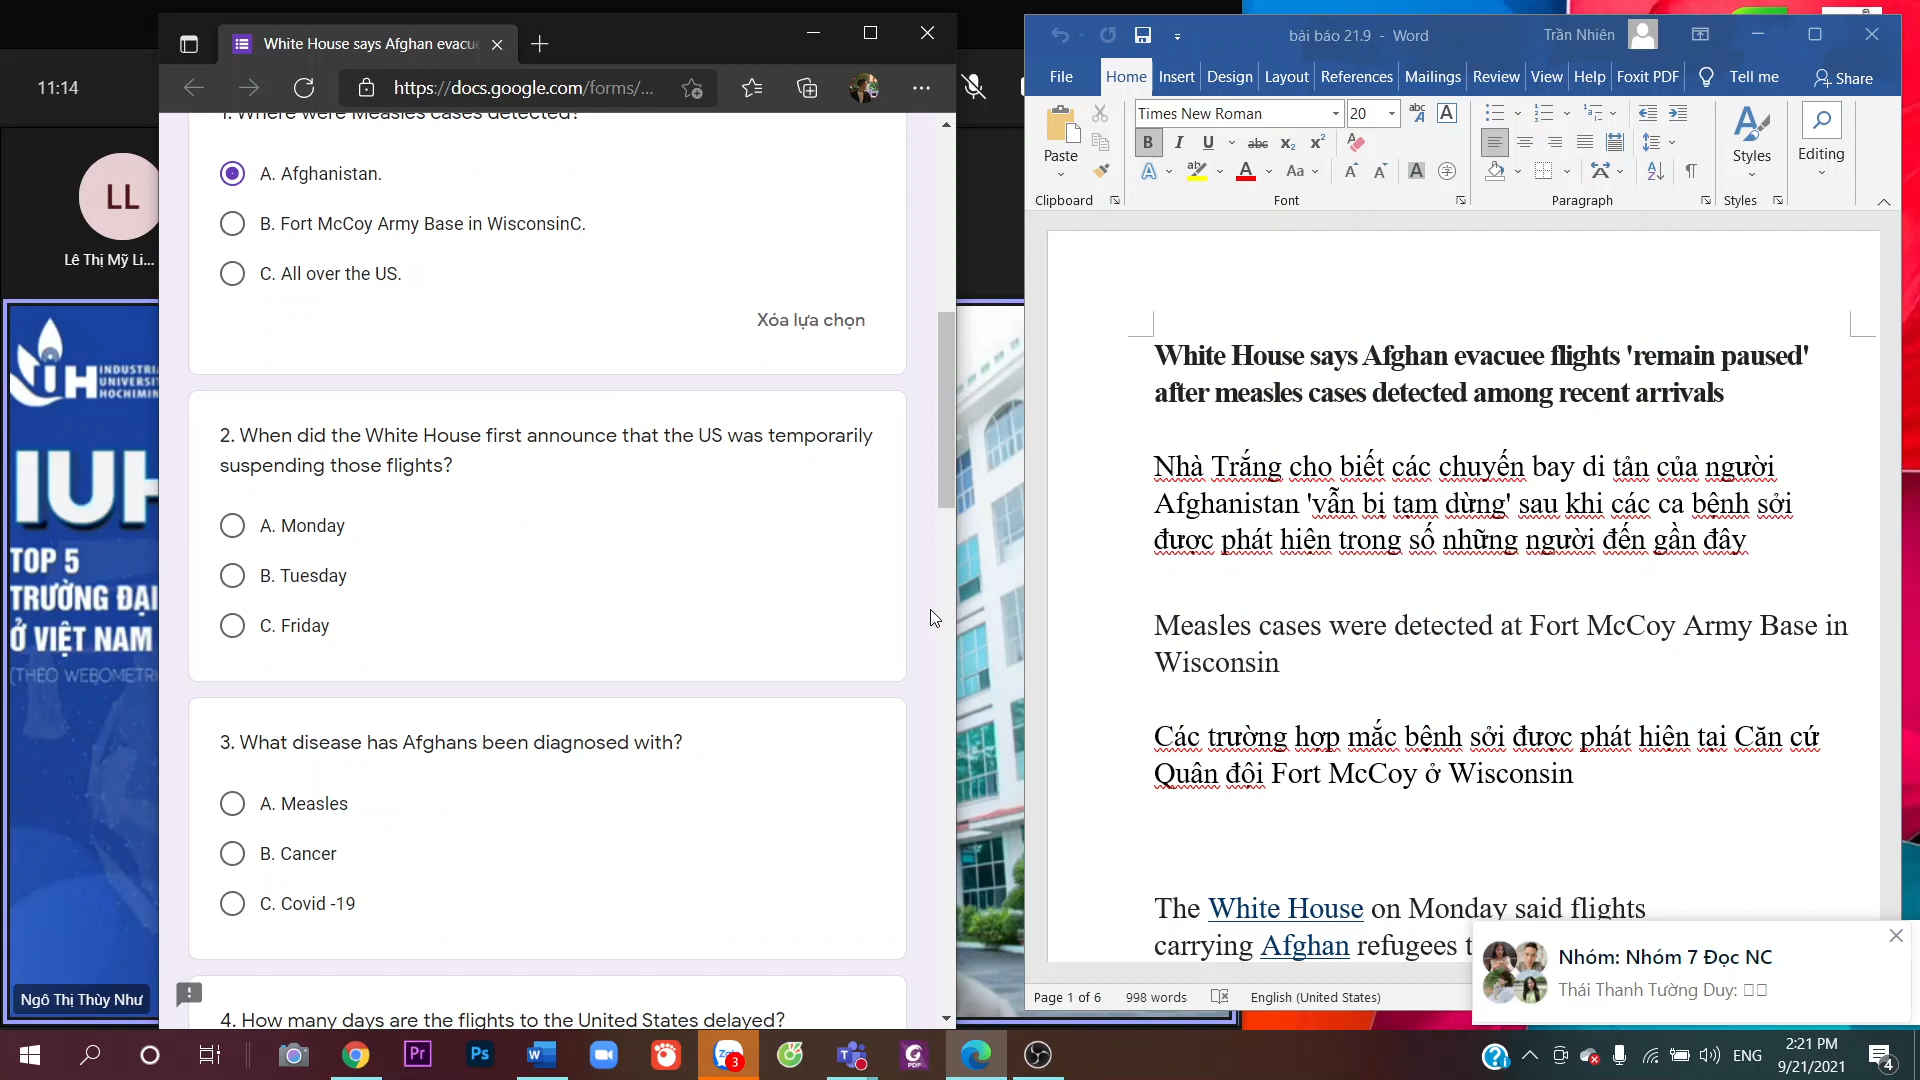 White House says Afghan evacue
bài báo 21.9 - Word
Trần Nhiên
11:14
https://docs.google.com/forms/...
File
Home
Insert
Design
Layout
References
Mailings
Review
View
Help
Foxit PDF
Tell me
Share
Paste
Times New Roman
20
Styles
Editing
Clipboard
Font
Paragraph
Styles
1. Where were Measles cases detected?
A. Afghanistan.
B. Fort McCoy Army Base in WisconsinC.
C. All over the US.
Xóa lựa chọn
2. When did the White House first announce that the US was temporarily
suspending those flights?
A. Monday
B. Tuesday
C. Friday
3. What disease has Afghans been diagnosed with?
A. Measles
B. Cancer
C. Covid -19
4. How many days are the flights to the United States delayed?
LL
Lê Thị Mỹ Li...
IUH
INDUSTRIA
UNIVERSI
HOCHIMIN
IUH
TOP 5
TRƯỜNG ĐẠI
Ở VIỆT NAM
(THEO WEBOMETRI
Ngô Thị Thùy Như
White House says Afghan evacuee flights 'remain paused'
after measles cases detected among recent arrivals
Nhà Trắng cho biết các chuyến bay di tản của người
Afghanistan 'vẫn bị tạm dừng' sau khi các ca bệnh sởi
được phát hiện trong số những người đến gần đây
Measles cases were detected at Fort McCoy Army Base in
Wisconsin
Các trường hợp mắc bệnh sởi được phát hiện tại Căn cứ
Quân đội Fort McCoy ở Wisconsin
The White House on Monday said flights
carrying Afghan refugees t
Nhóm: Nhóm 7 Đọc NC
Thái Thanh Tường Duy:
Page 1 of 6
998 words
English (United States)
ENG
2:21 PM
9/21/2021
4
3